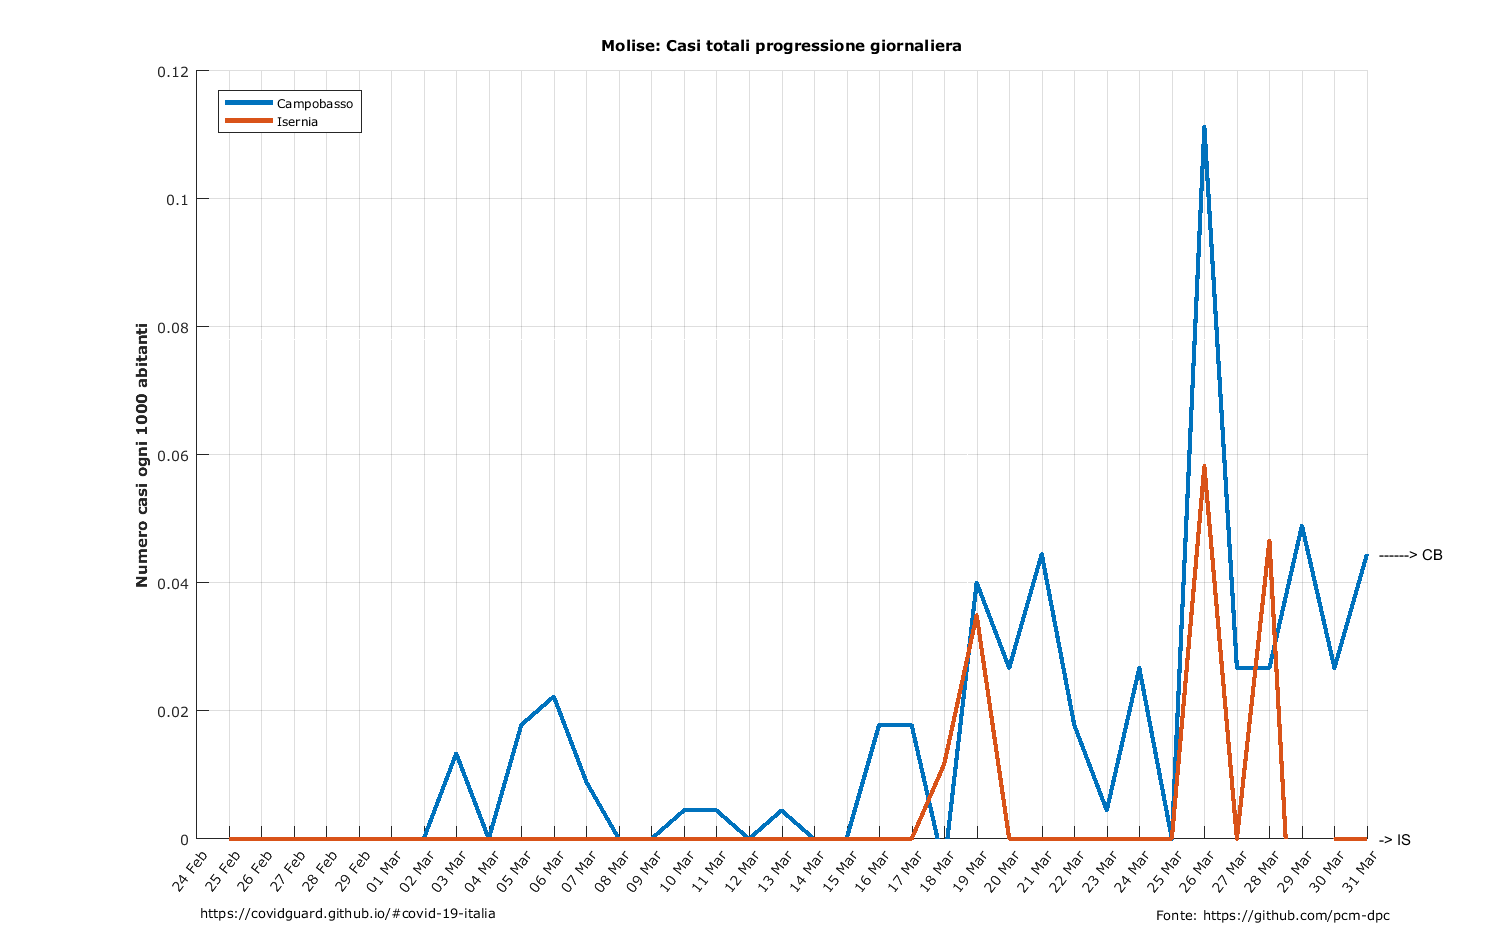 Molise: Casi totali progressione giornaliera
0.12
0.1
0.08
0.06
0.04
0.02
0
Numero casi ogni 1000 abitanti
Campobasso
Isernia
------> CB
-> IS
24 Feb
25 Feb
26 Feb
27 Feb
28 Feb
29 Feb
01 Mar
02 Mar
03 Mar
04 Mar
05 Mar
06 Mar
07 Mar
08 Mar
09 Mar
10 Mar
11 Mar
12 Mar
13 Mar
14 Mar
15 Mar
16 Mar
17 Mar
18 Mar
19 Mar
20 Mar
21 Mar
22 Mar
23 Mar
24 Mar
25 Mar
26 Mar
27 Mar
28 Mar
29 Mar
30 Mar
31 Mar
https://covidguard.github.io/#covid-19-italia
Fonte: https://github.com/pcm-dpc